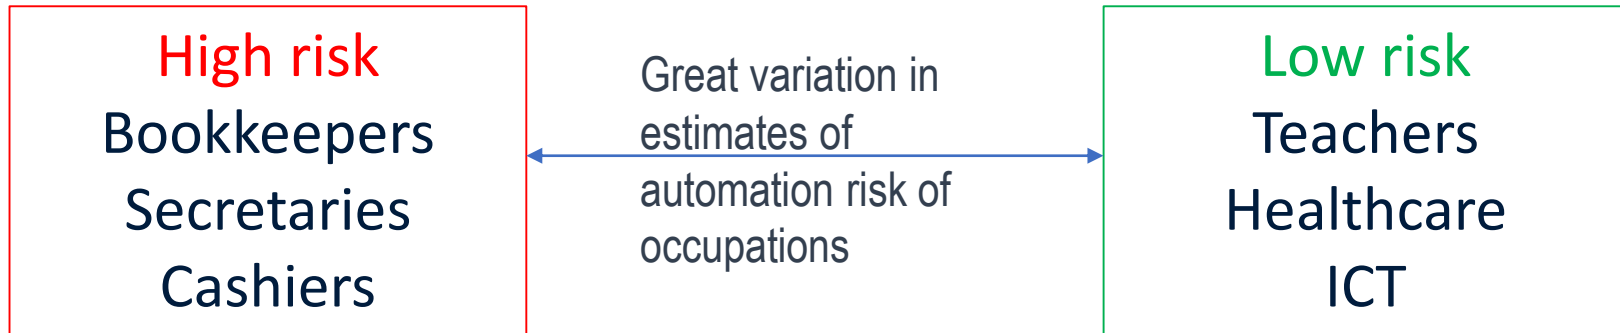 High risk
Bookkeepers
Secretaries
Cashiers
Great variation in
estimates of
automation risk of
occupations
Low risk
Teachers
Healthcare
ICT